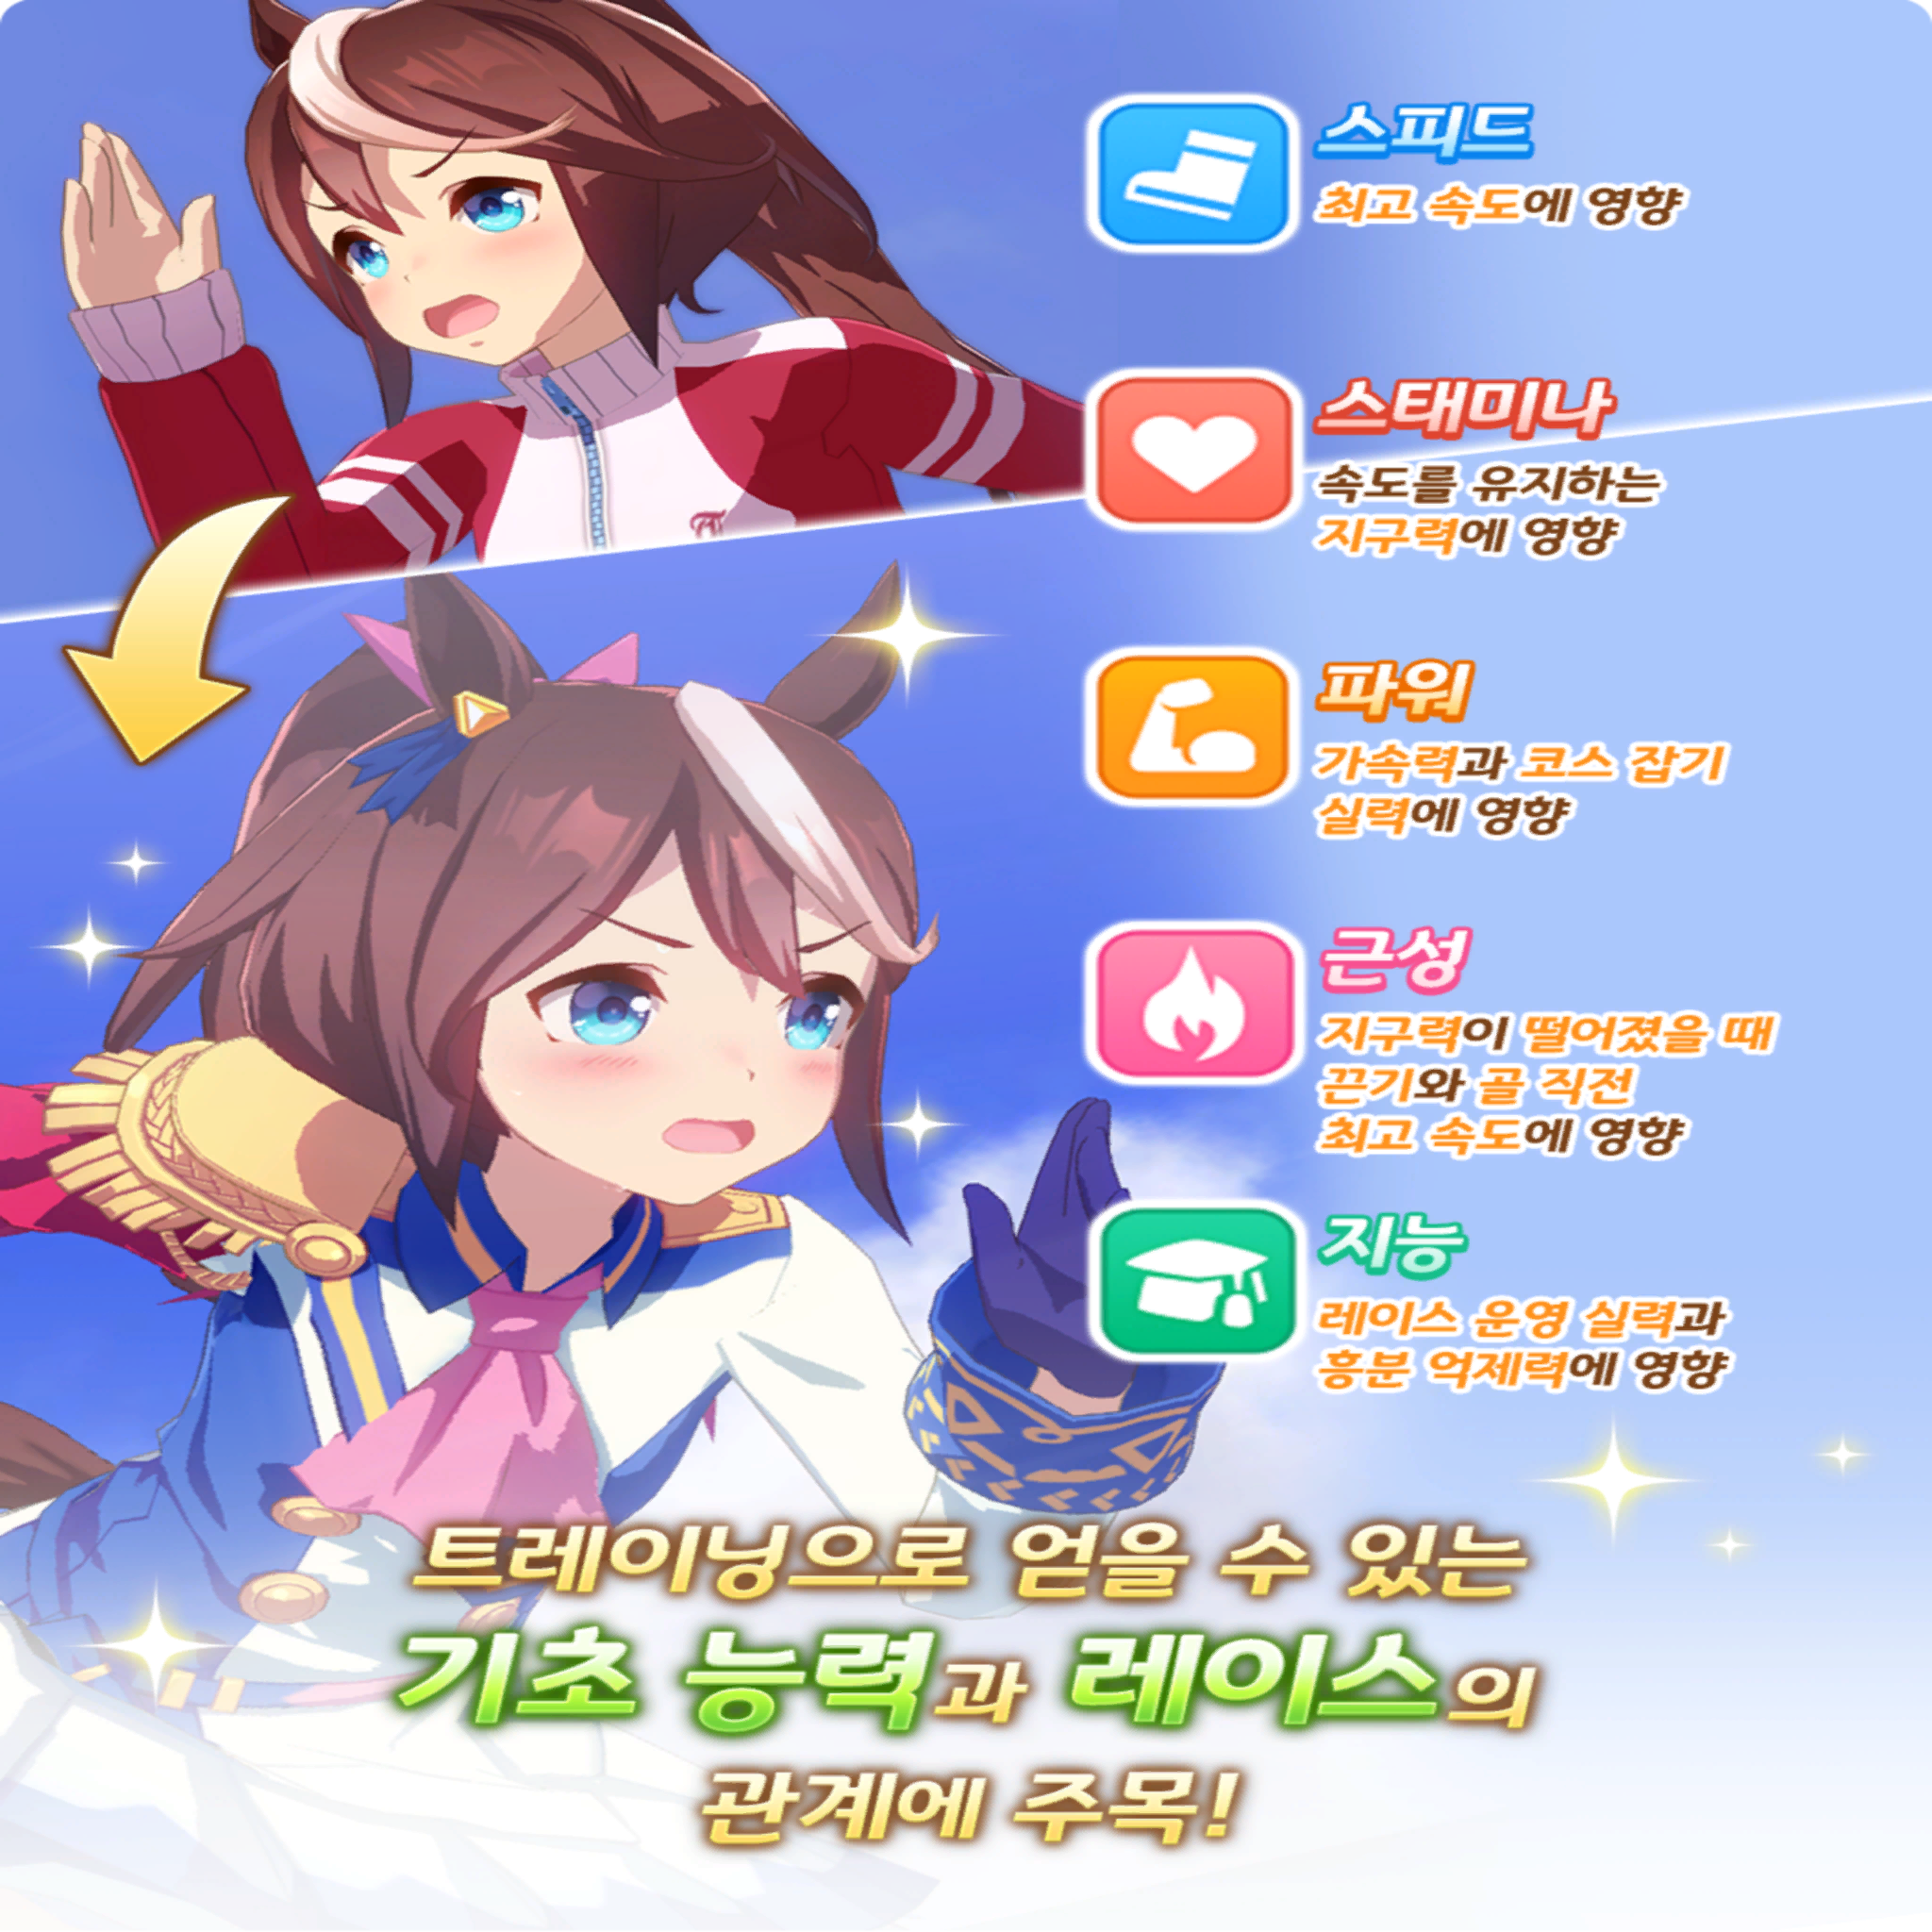 스피드
최고 속도에 영향
스태미나
속도를 유지하는
지구력에 영향
파워
가속력과 코스 잡기
실력에 영향
근성
지구력이 떨어졌을 때
끈기와 골 직전
최고 속도에 영향
지능
레이스 운영 실력과
흥분 억제력에 영향
트레이닝으로 얻을 수 있는
기초 능력과 레이스의
관계에 주목!